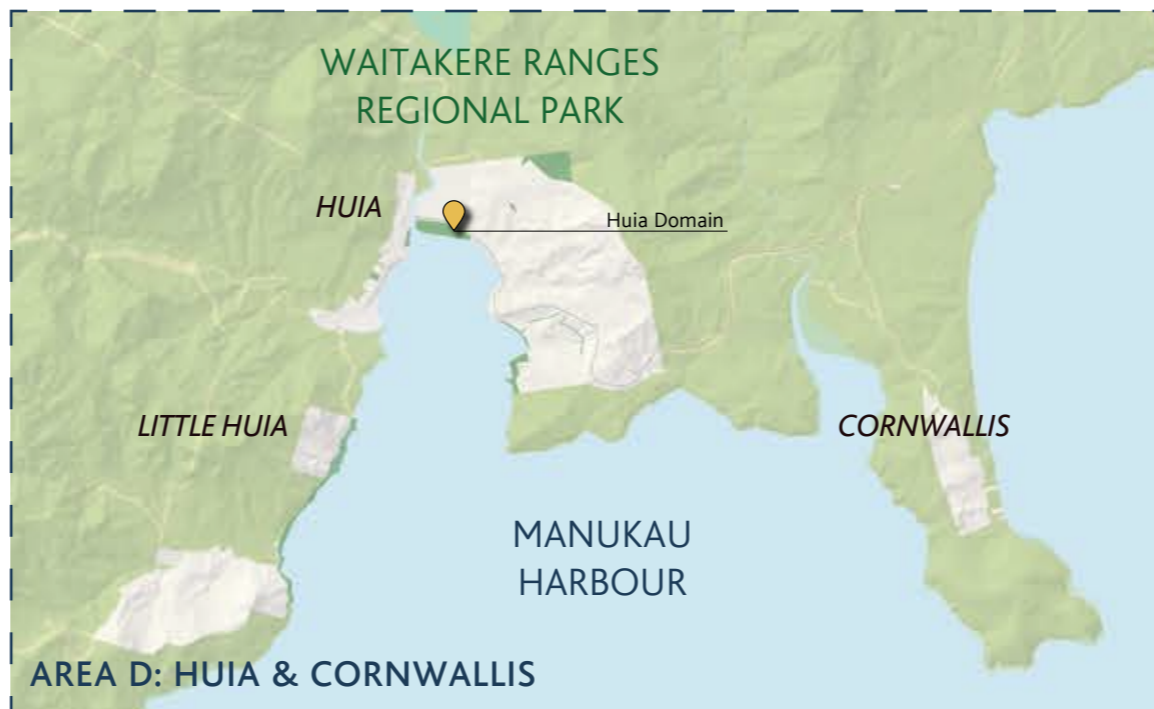 WAITAKERE RANGES
REGIONAL PARK
HUIA
Huia Domain
LITTLE HUIA
CORNWALLIS
MANUKAU
HARBOUR
AREA D: HUIA & CORNWALLIS